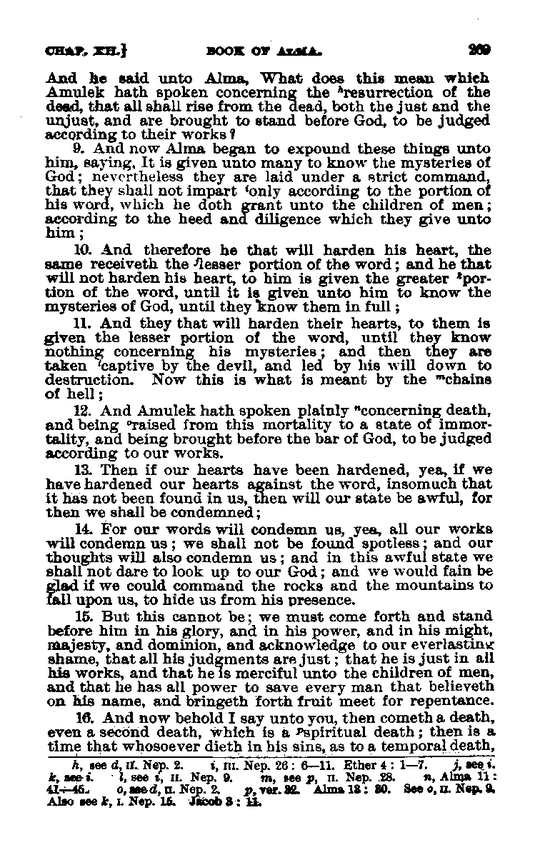 CHAP. XII.} BOOK OF ALMA. 269
And he said unto Alma, What does this mean which
Amulek hath spoken concerning the ʰresurrection of the
dead, that all shall rise from the dead, both the just and the
unjust, and are brought to stand before God, to be judged
according to their works?
9. And now Alma began to expound these things unto
him, saying, It is given unto many to know the mysteries of
God; nevertheless they are laid under a strict command,
that they shall not impart ⁱonly according to the portion of
his word, which he doth grant unto the children of men;
according to the heed and diligence which they give unto
him;
10. And therefore he that will harden his heart, the
same receiveth the ʲlesser portion of the word; and he that
will not harden his heart, to him is given the greater ᵏpor-
tion of the word, until it is given unto him to know the
mysteries of God, until they know them in full;
11. And they that will harden their hearts, to them is
given the lesser portion of the word, until they know
nothing concerning his mysteries; and then they are
taken ˡcaptive by the devil, and led by his will down to
destruction. Now this is what is meant by the ᵐchains
of hell;
12. And Amulek hath spoken plainly ⁿconcerning death,
and being ᵒraised from this mortality to a state of immor-
tality, and being brought before the bar of God, to be judged
according to our works.
13. Then if our hearts have been hardened, yea, if we
have hardened our hearts against the word, insomuch that
it has not been found in us, then will our state be awful, for
then we shall be condemned;
14. For our words will condemn us, yea, all our works
will condemn us; we shall not be found spotless; and our
thoughts will also condemn us; and in this awful state we
shall not dare to look up to our God; and we would fain be
glad if we could command the rocks and the mountains to
fall upon us, to hide us from his presence.
15. But this cannot be; we must come forth and stand
before him in his glory, and in his power, and in his might,
majesty, and dominion, and acknowledge to our everlasting
shame, that all his judgments are just; that he is just in all
his works, and that he is merciful unto the children of men,
and that he has all power to save every man that believeth
on his name, and bringeth forth fruit meet for repentance.
16. And now behold I say unto you, then cometh a death,
even a second death, which is a ᵖspiritual death; then is a
time that whosoever dieth in his sins, as to a temporal death,
h, see d, II. Nep. 2. i, III. Nep. 26: 6—11. Ether 4: 1—7. j, see i.
k, see i. l, see i, II. Nep. 9. m, see p, II. Nep. 28. n, Alma 11:
41—45. o, see d, II. Nep. 2. p, ver. 32. Alma 13: 30. See o, II. Nep. 9.
Also see k, I. Nep. 15. Jacob 3: 11.